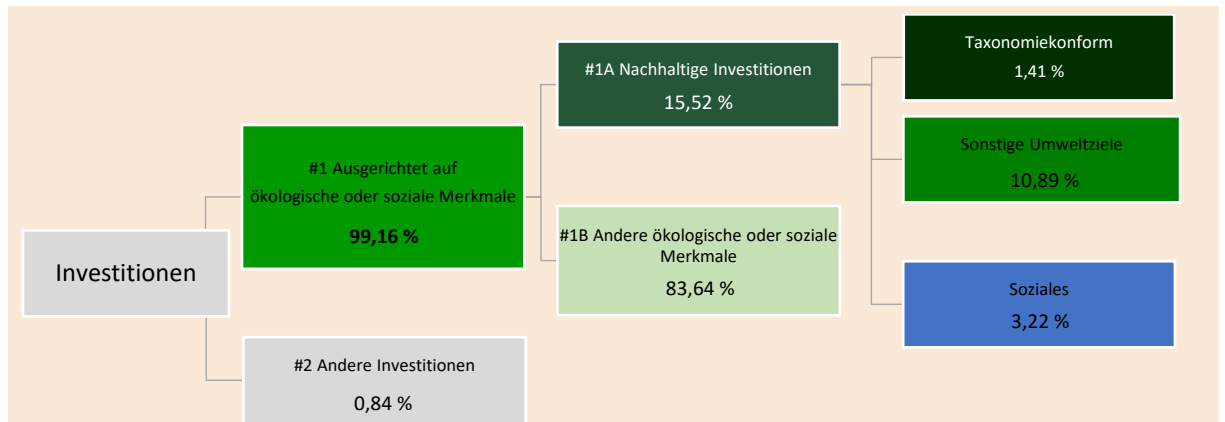 Investitionen
#1 Ausgerichtet auf
ökologische oder soziale Merkmale
99,16 %
#2 Andere Investitionen
0,84 %
#1A Nachhaltige Investitionen
15,52 %
#1B Andere ökologische oder soziale
Merkmale
83,64 %
Taxonomiekonform
1,41 %
Sonstige Umweltziele
10,89 %
Soziales
3,22 %